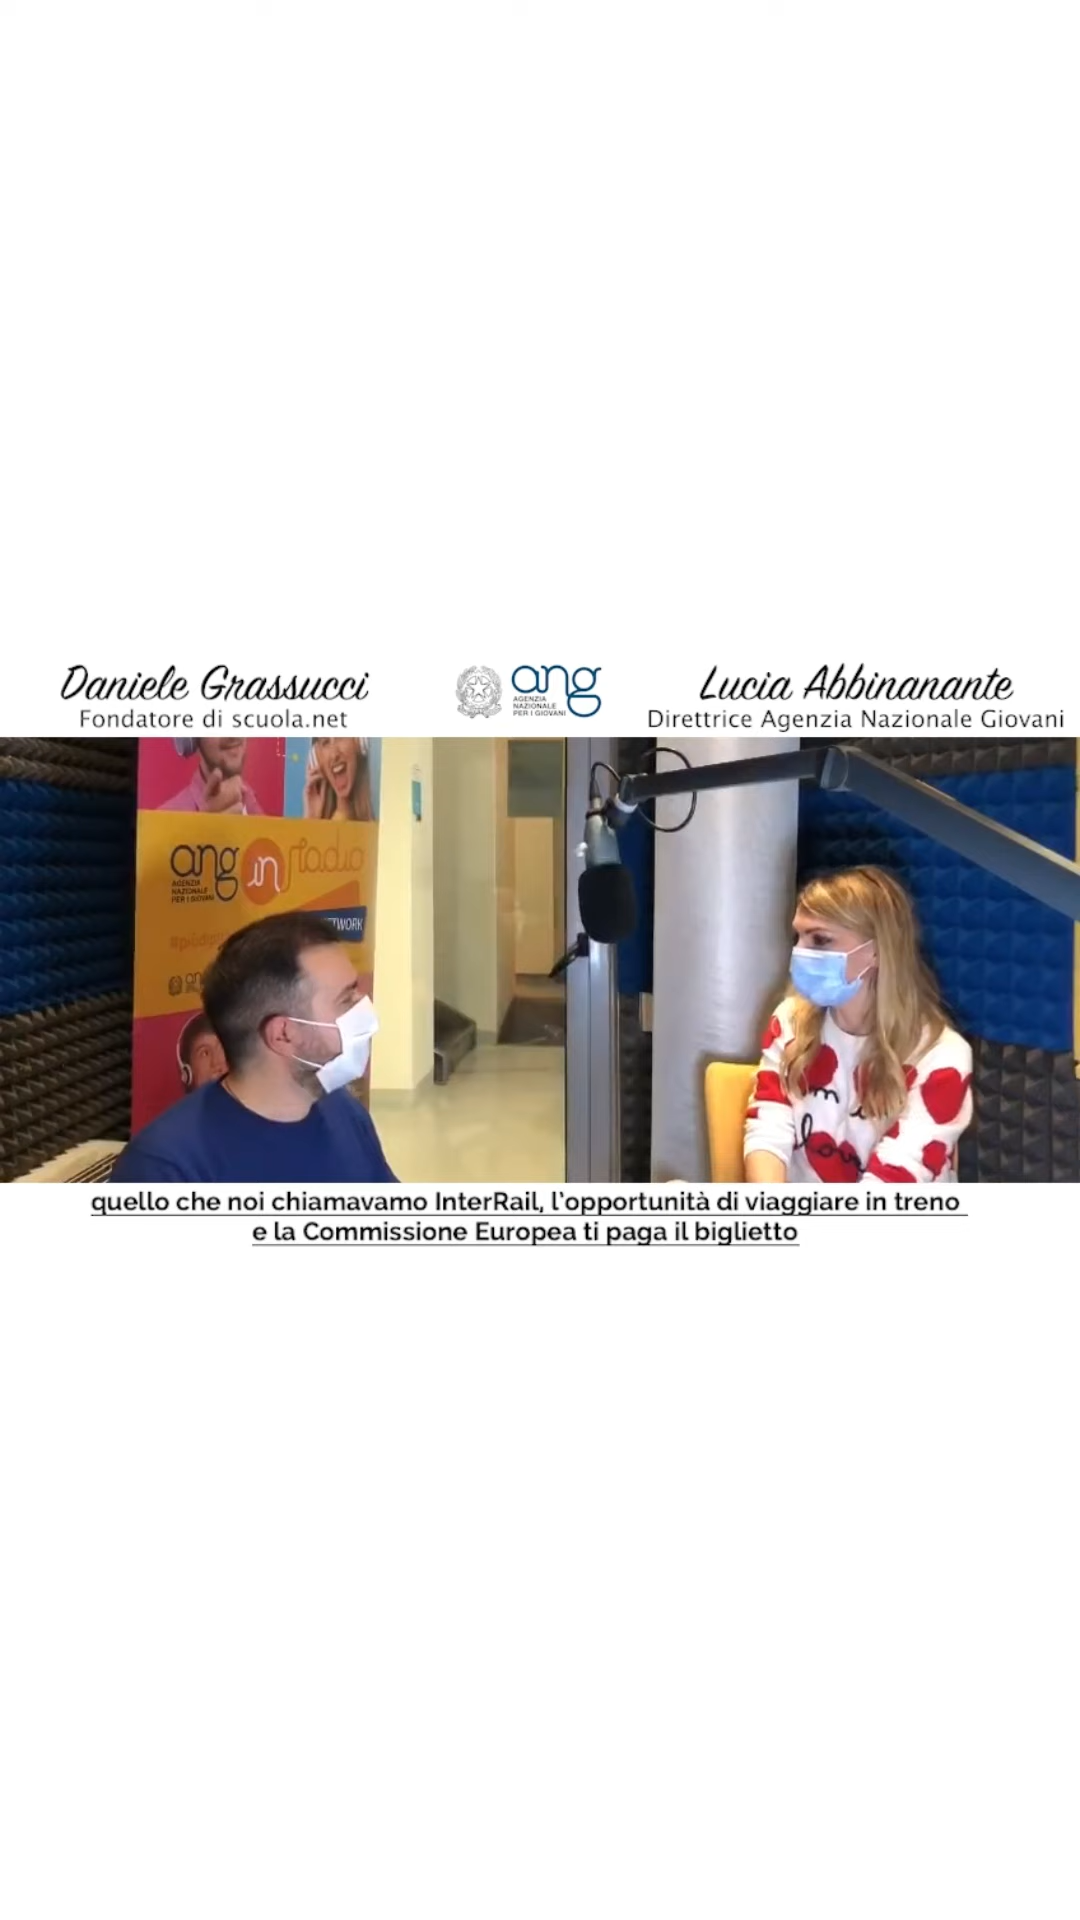 Daniele Grassucci
Fondatore di scuola.net
ang
AGENZIA
NAZIONALE
PER I GIOVANI
Lucia Abbinanante
Direttrice Agenzia Nazionale Giovani
ang in radio
AGENZIA
NAZIONALE
PER I GIOVANI
TWORK
quello che noi chiamavamo InterRail, l'opportunità di viaggiare in treno
e la Commissione Europea ti paga il biglietto